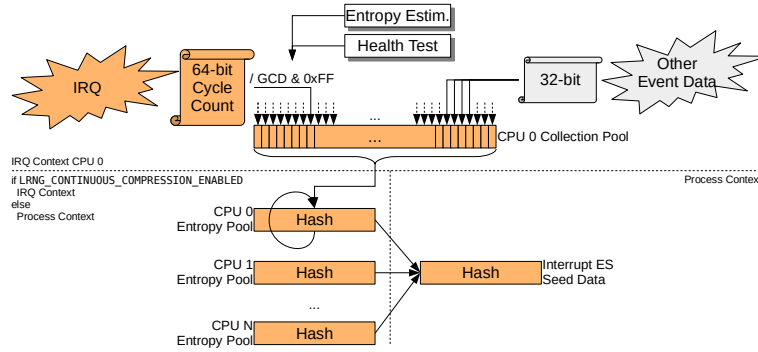 Entropy Estim.
Health Test
IRQ
64-bit
Cycle
Count
/ GCD & 0xFF
...
32-bit
Other
Event Data
...
CPU 0 Collection Pool
IRQ Context CPU 0
if LRNG_CONTINUOUS_COMPRESSION_ENABLED
IRQ Context
else
Process Context
Process Context
CPU 0
Entropy Pool
Hash
CPU 1
Entropy Pool
Hash
Hash
Interrupt ES
Seed Data
...
CPU N
Entropy Pool
Hash